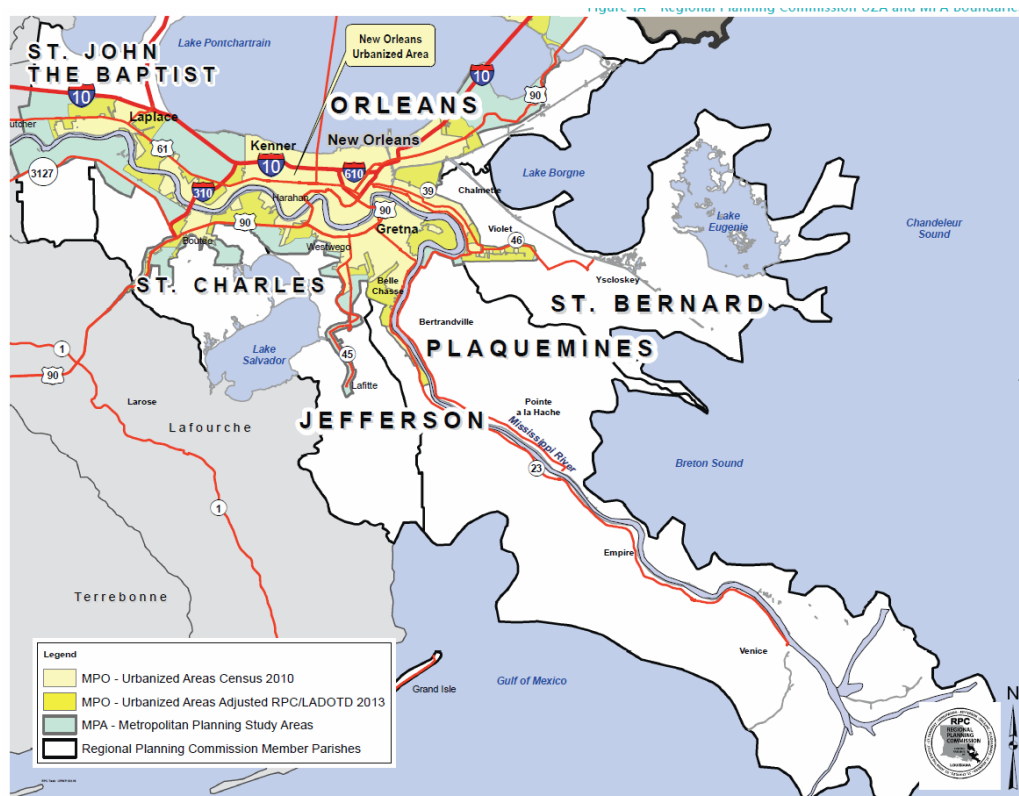 Figure 1A - Regional Planning Commission UZA and MPA Boundaries
Lake Pontchartrain
New Orleans
Urbanized Area
ST. JOHN
THE BAPTIST
10
10
90
ORLEANS
Laplace
New Orleans
Kenner
61
10
610
3127
310
Harahan
39
Chalmette
Lake Borgne
Lake
Eugenie
Chandeleur
Sound
90
90
Gretna
Violet
46
Boutte
Westwego
Yscloskey
ST. CHARLES
Belle
Chasse
ST. BERNARD
Bertrandville
PLAQUEMINES
1
90
Lake
Salvador
45
Lafitte
Larose
Lafourche
JEFFERSON
Pointe
a la Hache
Mississippi River
23
Breton Sound
1
Empire
Terrebonne
Venice
Grand Isle
Gulf of Mexico
Legend
MPO - Urbanized Areas Census 2010
MPO - Urbanized Areas Adjusted RPC/LADOTD 2013
MPA - Metropolitan Planning Study Areas
Regional Planning Commission Member Parishes
N
RPC
REGIONAL
PLANNING
COMMISSION
LOUISIANA